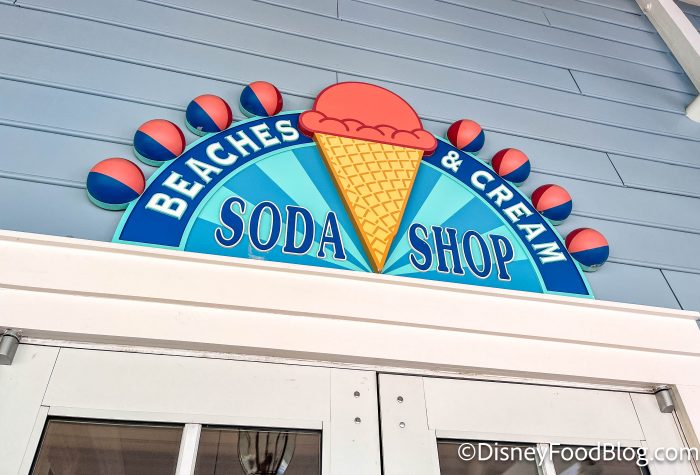 BEACHES & CREAM
SODA SHOP
©DisneyFoodBlog.com